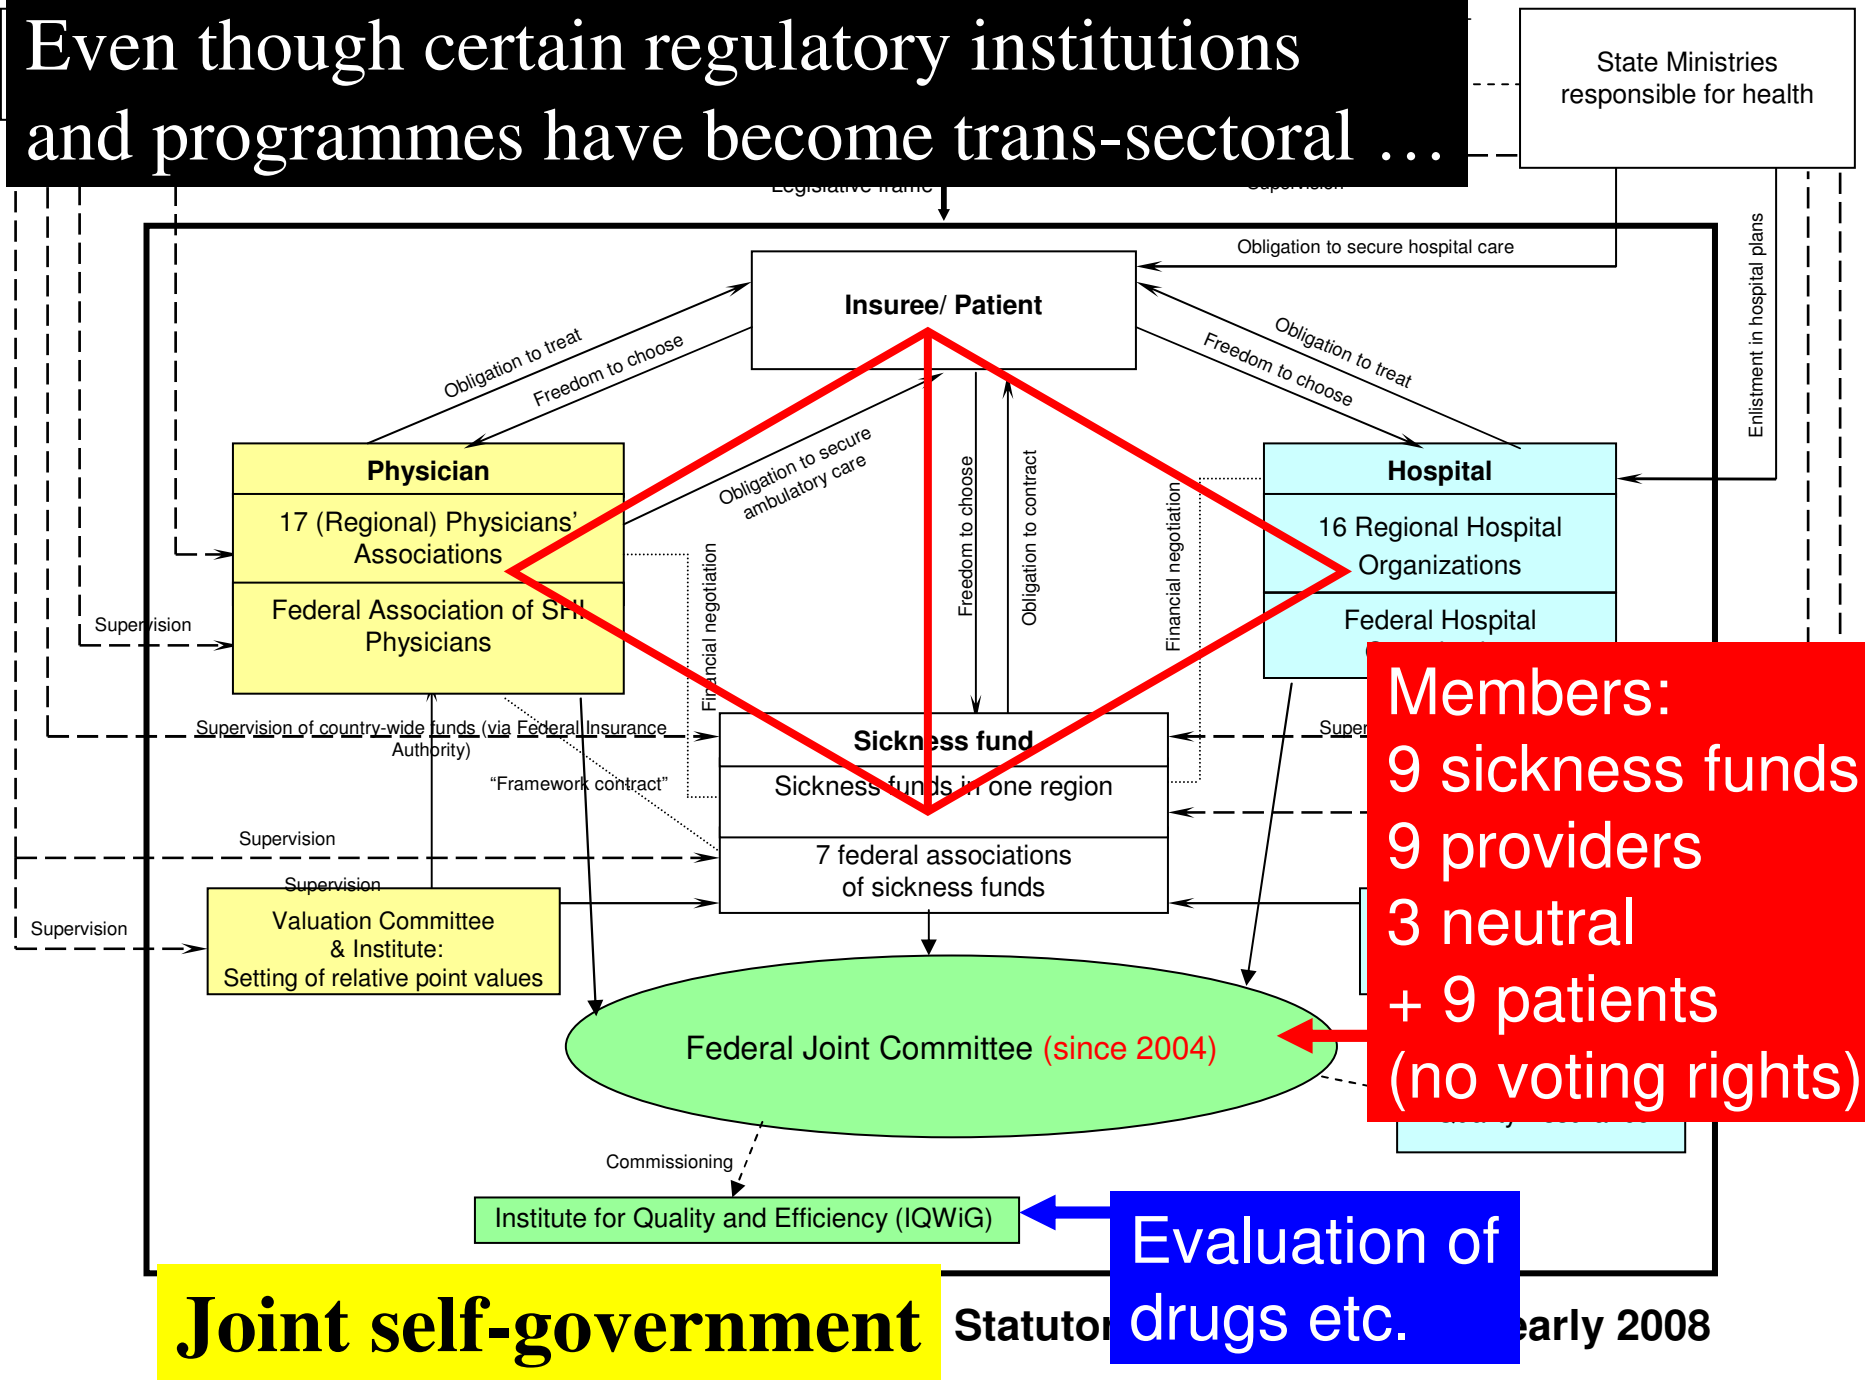 Even though certain regulatory institutions
and programmes have become trans-sectoral …
State Ministries
responsible for health
Legislative frame
Supervision
Obligation to secure hospital care
Enlistment in hospital plans
Insuree/ Patient
Obligation to treat
Freedom to choose
Obligation to treat
Freedom to choose
Obligation to secure
ambulatory care
Freedom to choose
Obligation to contract
Financial negotiation
Financial negotiation
Physician
17 (Regional) Physicians’
Associations
Federal Association of SHI
Physicians
Hospital
16 Regional Hospital
Organizations
Federal Hospital
Supervision
Supervision of country-wide funds (via Federal Insurance
Authority)
“Framework contract”
Sickness fund
Sickness funds in one region
7 federal associations
of sickness funds
Supervision
Supervision
Supervision
Valuation Committee
& Institute:
Setting of relative point values
Members:
9 sickness funds
9 providers
3 neutral
+ 9 patients
(no voting rights)
Federal Joint Committee (since 2004)
Commissioning
Institute for Quality and Efficiency (IQWiG)
Evaluation of
drugs etc.
Joint self-government
early 2008